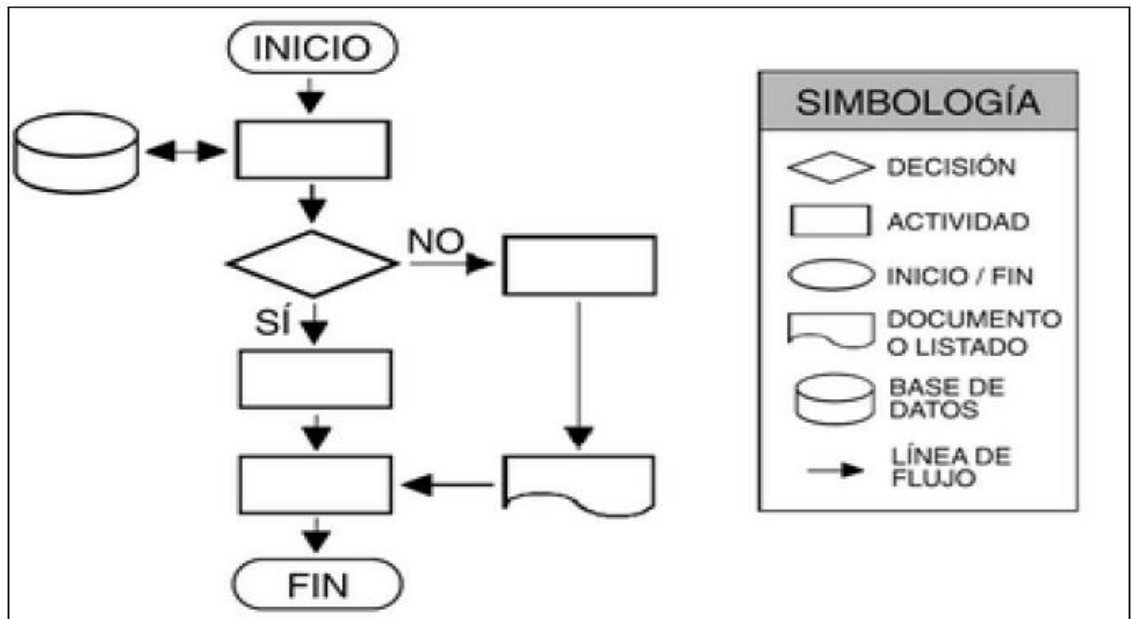 INICIO
NO
SÍ
FIN
SIMBOLOGÍA
DECISIÓN
ACTIVIDAD
INICIO / FIN
DOCUMENTO
O LISTADO
BASE DE
DATOS
LÍNEA DE
FLUJO